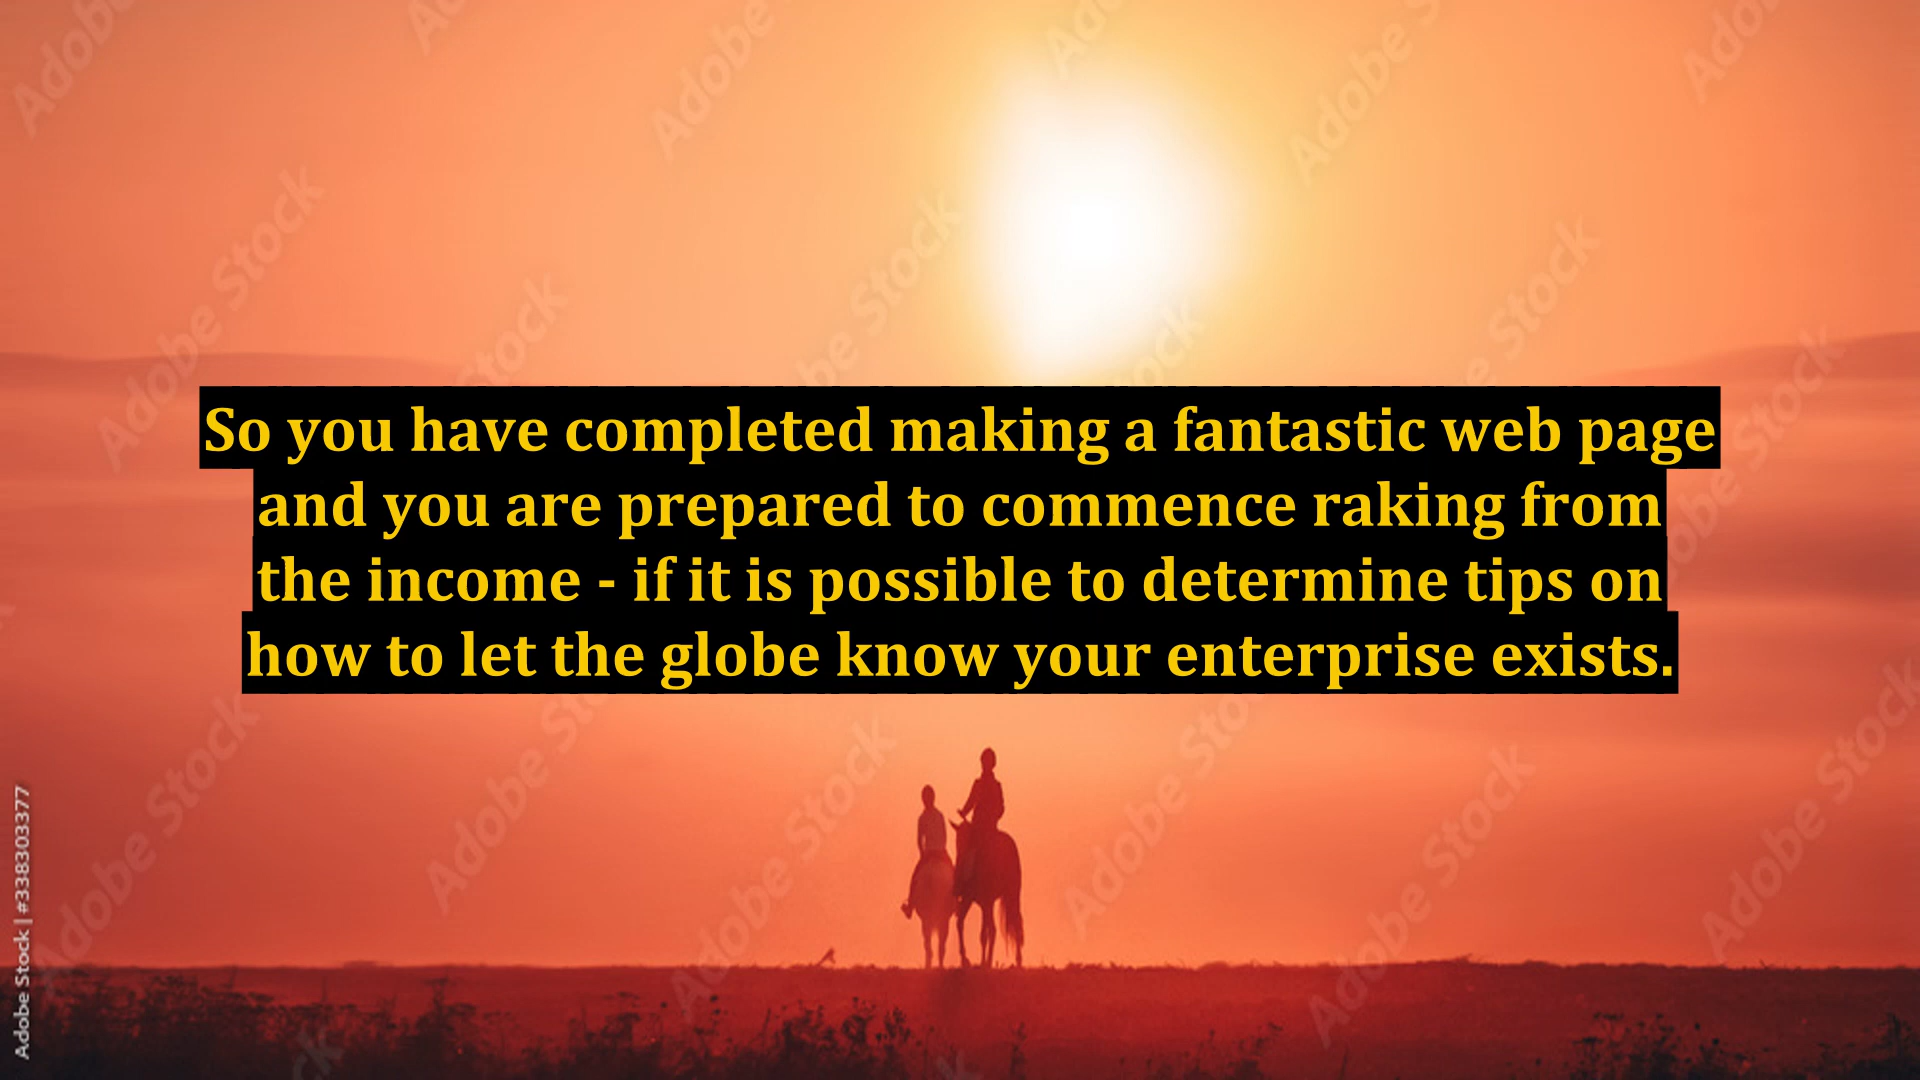 So you have completed making a fantastic web page
and you are prepared to commence raking from
the income - if it is possible to determine tips on
how to let the globe know your enterprise exists.
Adobe Stock | #338303377
Adobe Stock